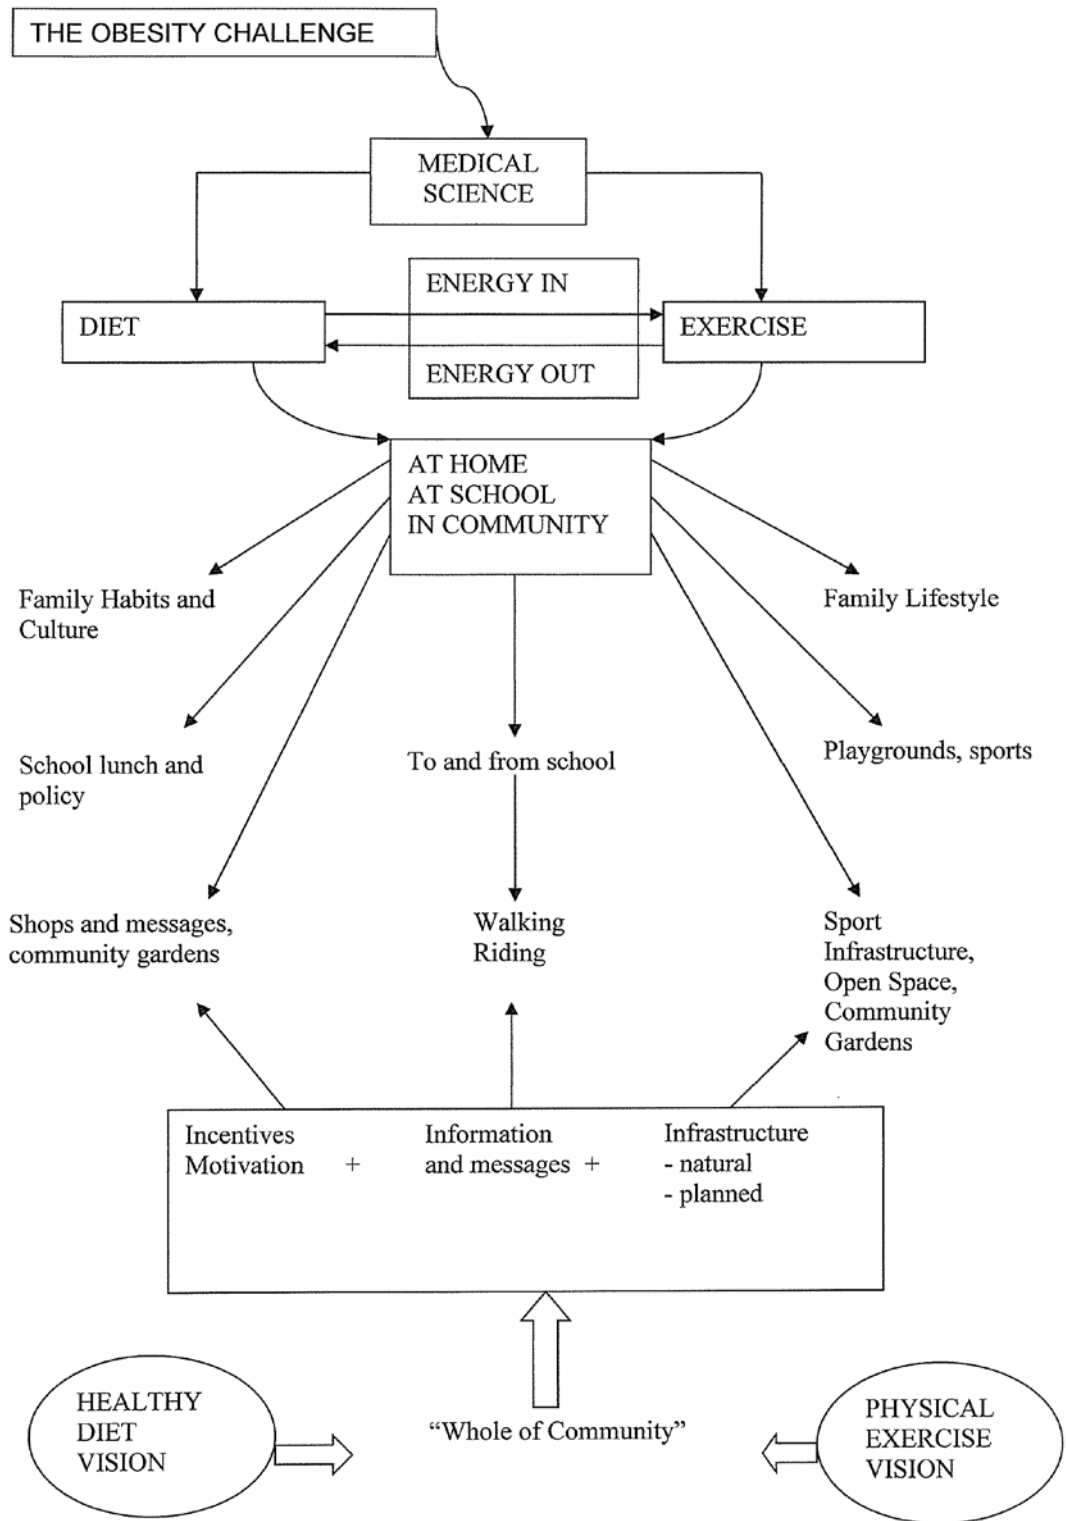 THE OBESITY CHALLENGE
MEDICAL
SCIENCE
ENERGY IN
DIET
EXERCISE
ENERGY OUT
AT HOME
AT SCHOOL
IN COMMUNITY
Family Habits and
Culture
Family Lifestyle
School lunch and
policy
To and from school
Playgrounds, sports
Shops and messages,
community gardens
Walking
Riding
Sport
Infrastructure,
Open Space,
Community
Gardens
Incentives
Motivation +
Information
and messages +
Infrastructure
- natural
- planned
HEALTHY
DIET
VISION
“Whole of Community”
PHYSICAL
EXERCISE
VISION